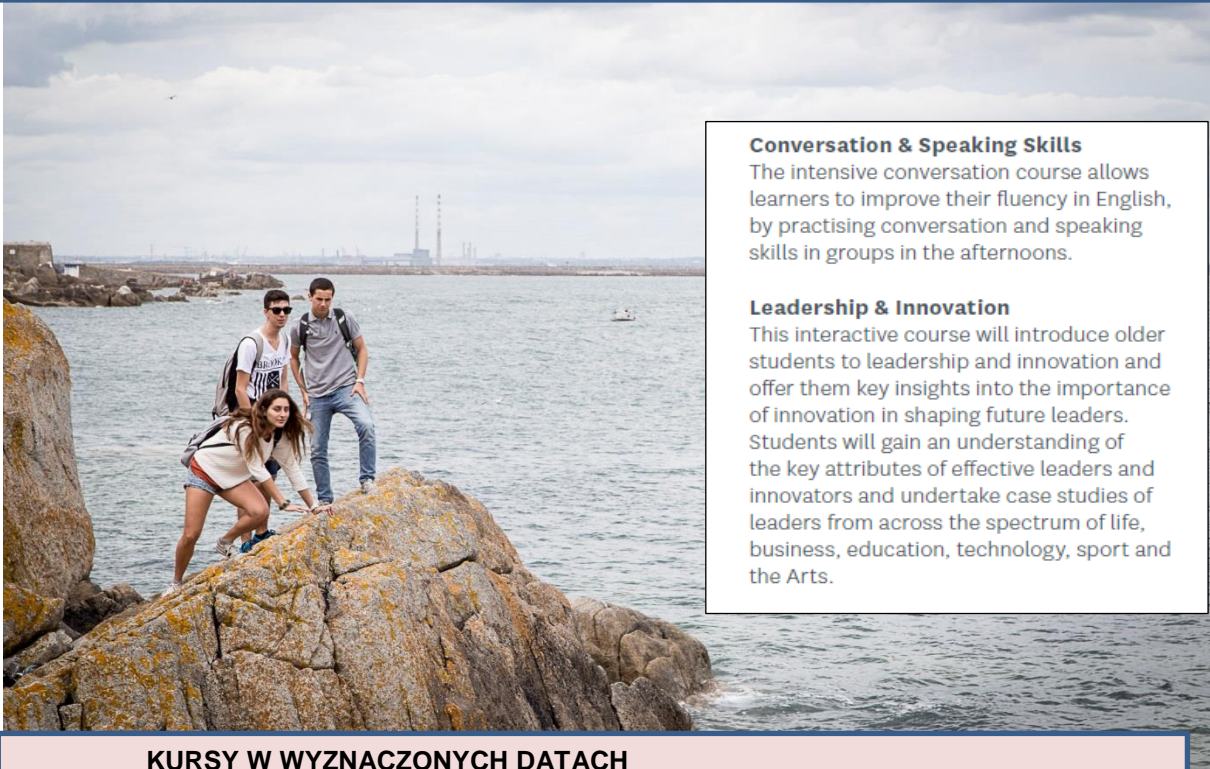 Conversation & Speaking Skills
The intensive conversation course allows
learners to improve their fluency in English,
by practising conversation and speaking
skills in groups in the afternoons.
Leadership & Innovation
This interactive course will introduce older
students to leadership and innovation and
offer them key insights into the importance
of innovation in shaping future leaders.
Students will gain an understanding of
the key attributes of effective leaders and
innovators and undertake case studies of
leaders from across the spectrum of life,
business, education, technology, sport and
the Arts.
KURSY W WYZNACZONYCH DATACH